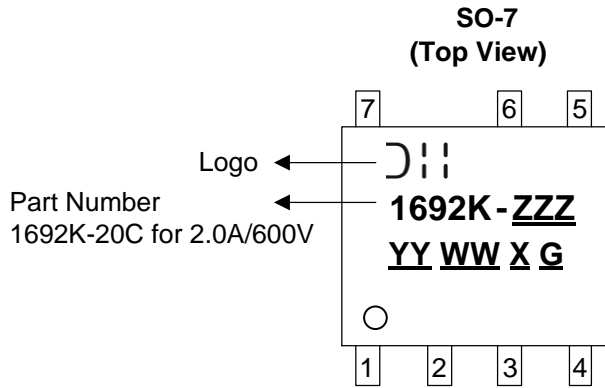 SO-7
(Top View)
7 6 5
Logo
Part Number
1692K-20C for 2.0A/600V
1692K-ZZZ
YY WW X G
1 2 3 4